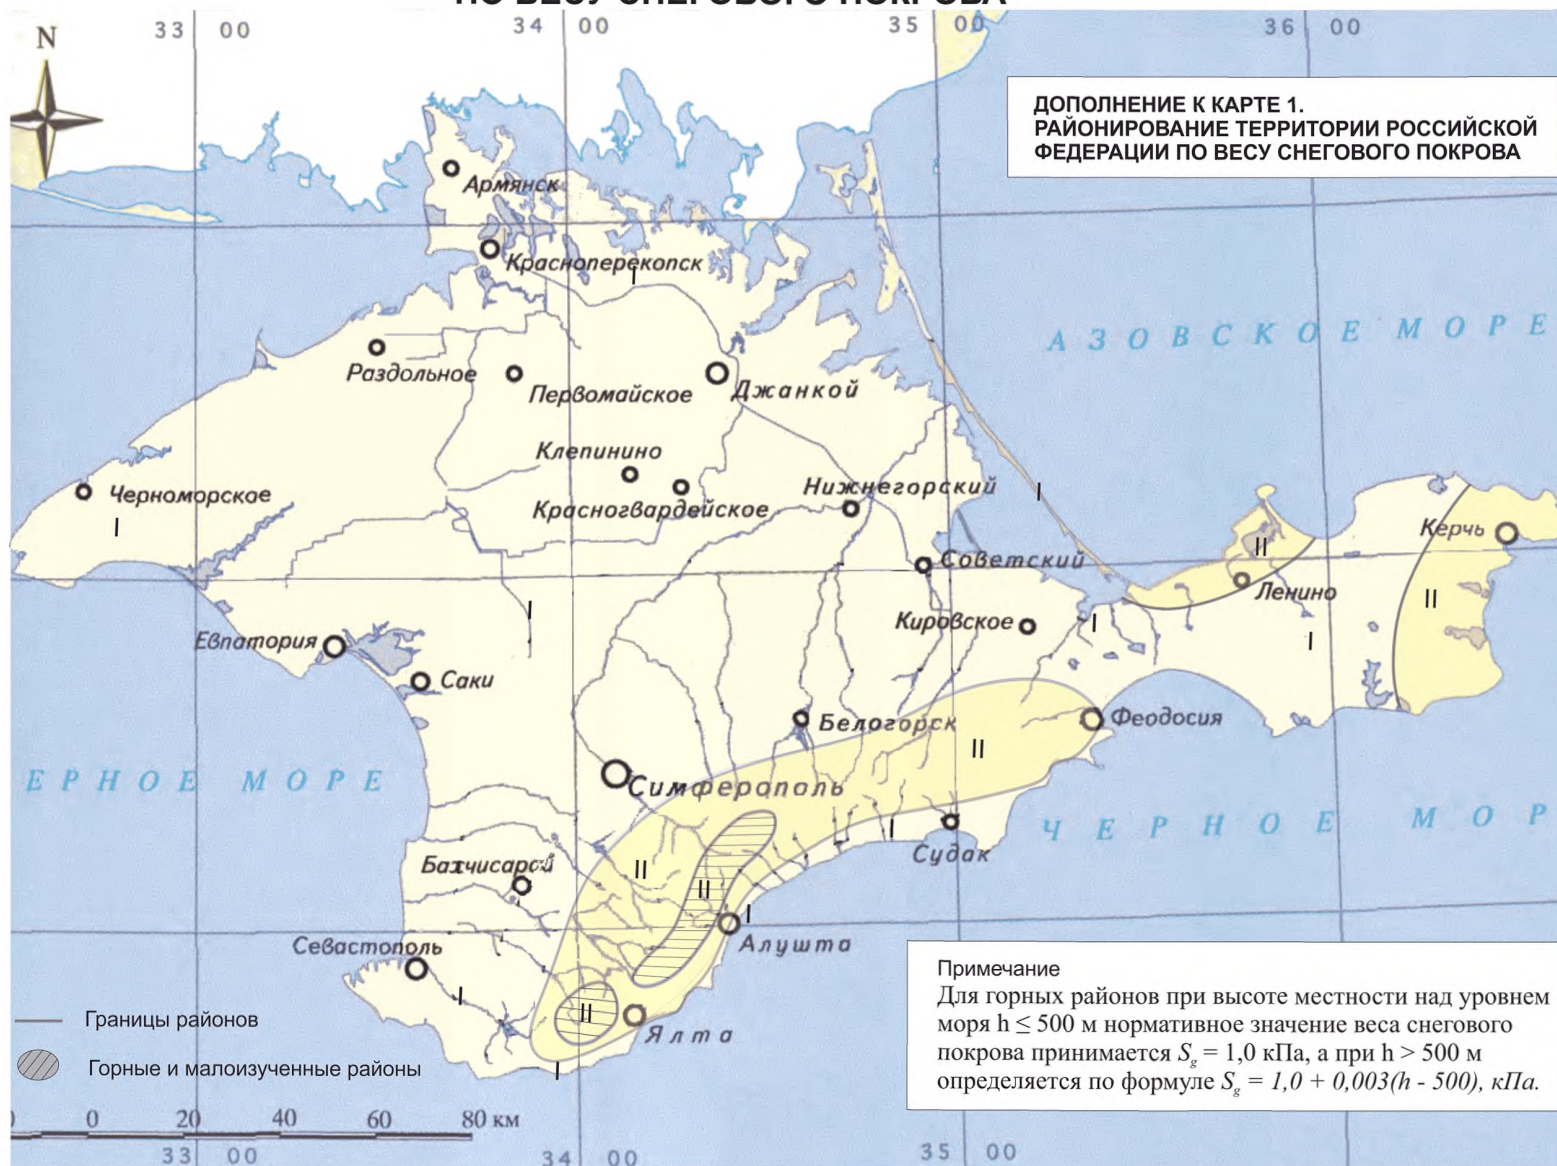 ПО ВЕСУ СНЕГОВОГО ПОКРОВА
33 00
34 00
35 00
36 00
N
ДОПОЛНЕНИЕ К КАРТЕ 1.
РАЙОНИРОВАНИЕ ТЕРРИТОРИИ РОССИЙСКОЙ
ФЕДЕРАЦИИ ПО ВЕСУ СНЕГОВОГО ПОКРОВА
Армянск
Красноперекопск
I
АЗОВСКОЕ МОРЕ
Раздольное
Первомайское
Джанкой
Клепинино
Черноморское
I
Красногвардейское
Нижнегорский
I
Керчь
II
Советский
Ленино
II
I
Кировское
I
I
Евпатория
Саки
Белогорск
Феодосия
II
ЕРНОЕ МОРЕ
Симферополь
ЧЕРНОЕ МОР
I
Судак
II
Бахчисарай
II
I
Алушта
Севастополь
I
II
Ялта
I
Границы районов
Горные и малоизученные районы
Примечание
Для горных районов при высоте местности над уровнем
моря h ≤ 500 м нормативное значение веса снегового
покрова принимается Sg = 1,0 кПа, а при h > 500 м
определяется по формуле Sg = 1,0 + 0,003(h - 500), кПа.
0 20 40 60 80 км
33 00
34 00
35 00